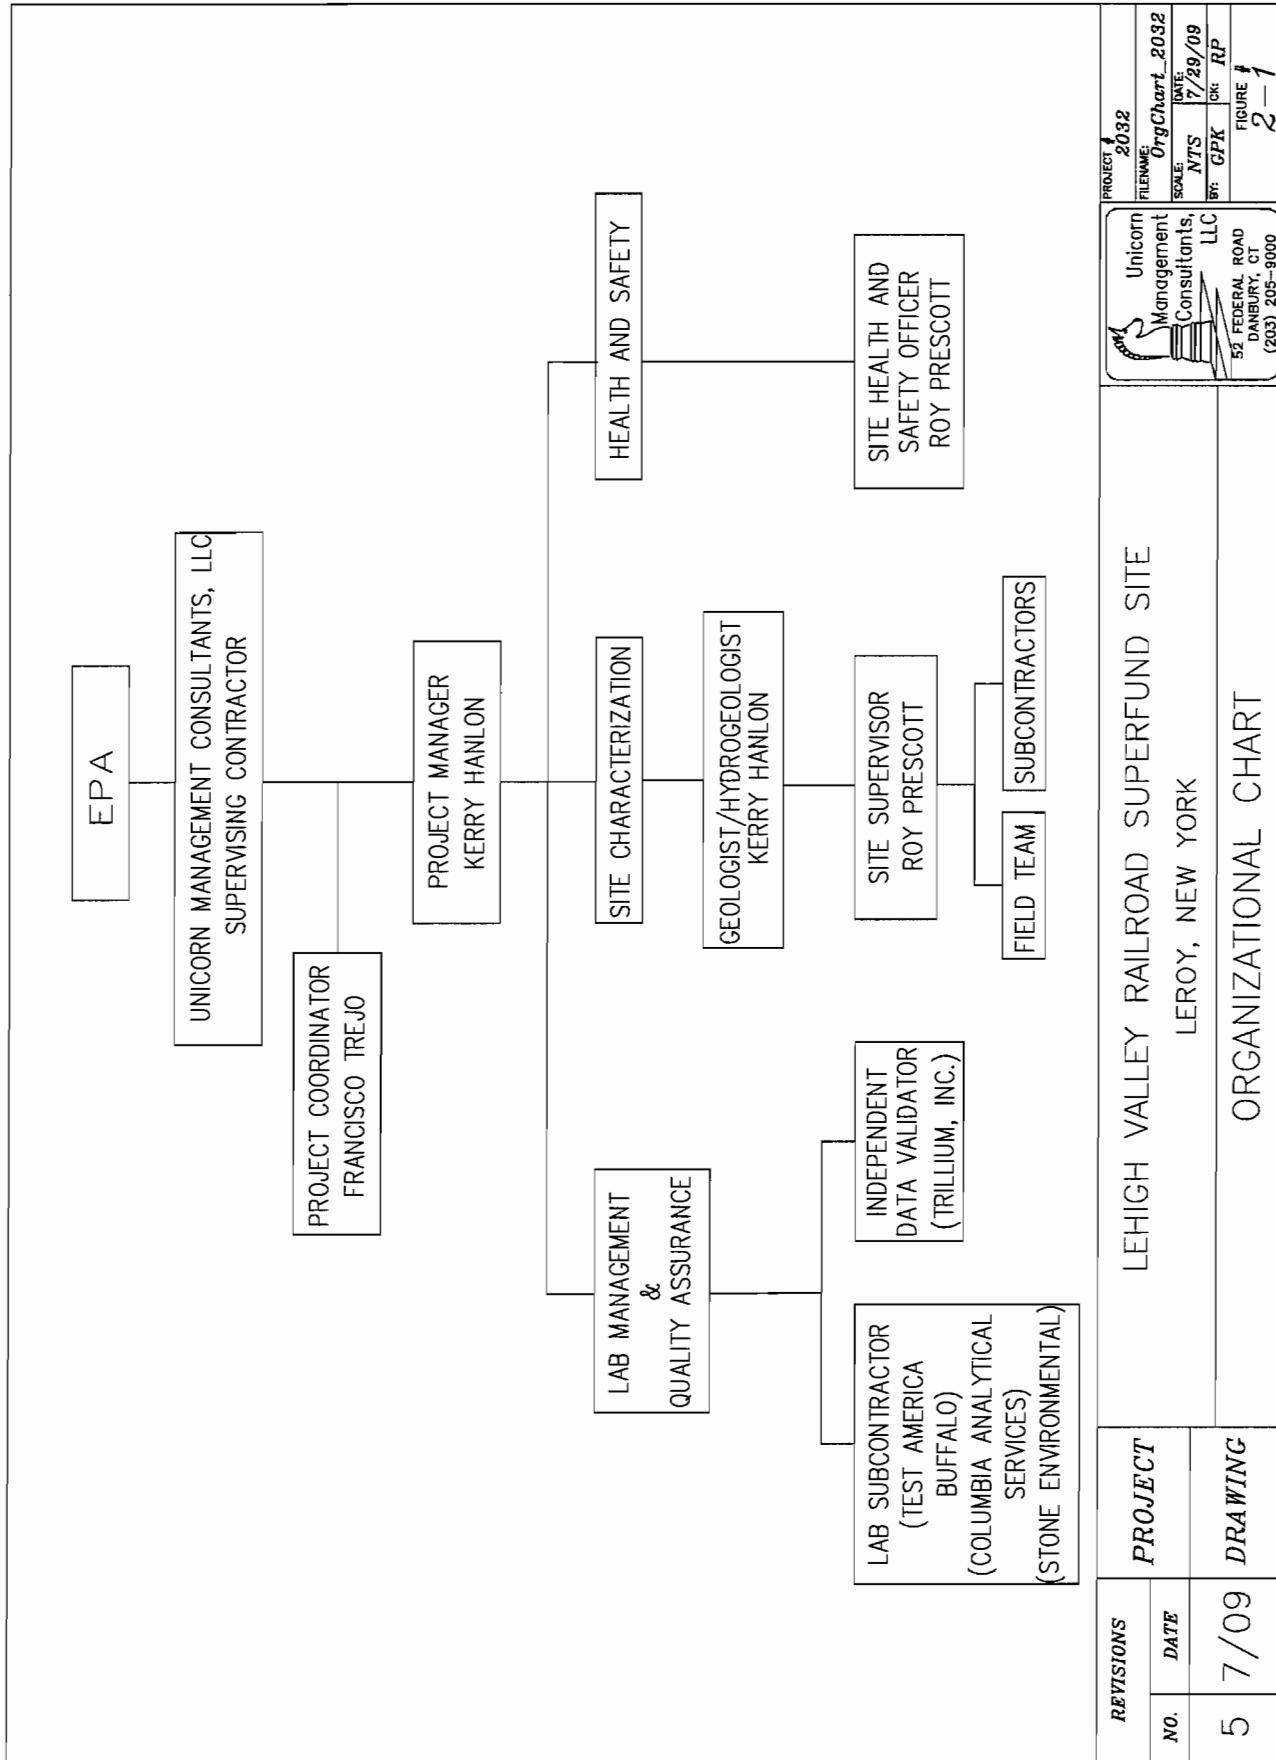 EPA
UNICORN MANAGEMENT CONSULTANTS, LLC
SUPERVISING CONTRACTOR
PROJECT COORDINATOR
FRANCISCO TREJO
PROJECT MANAGER
KERRY HANLON
LAB MANAGEMENT
&
QUALITY ASSURANCE
SITE CHARACTERIZATION
HEALTH AND SAFETY
GEOLOGIST/HYDROGEOLOGIST
KERRY HANLON
LAB SUBCONTRACTOR
(TEST AMERICA
BUFFALO)
(COLUMBIA ANALYTICAL
SERVICES)
(STONE ENVIRONMENTAL)
INDEPENDENT
DATA VALIDATOR
(TRILLIUM, INC.)
SITE SUPERVISOR
ROY PRESCOTT
SITE HEALTH AND
SAFETY OFFICER
ROY PRESCOTT
FIELD TEAM
SUBCONTRACTORS
REVISIONS
NO.
DATE
5
7/09
PROJECT
LEHIGH VALLEY RAILROAD SUPERFUND SITE
LEROY, NEW YORK
DRAWING
ORGANIZATIONAL CHART
Unicorn
Management
Consultants,
LLC
52 FEDERAL ROAD
DANBURY, CT
(203) 205-9000
PROJECT #
2032
FILENAME:
OrgChart_2032
SCALE:
NTS
DATE:
7/29/09
BY: GPK
CK: RP
FIGURE #
2-1